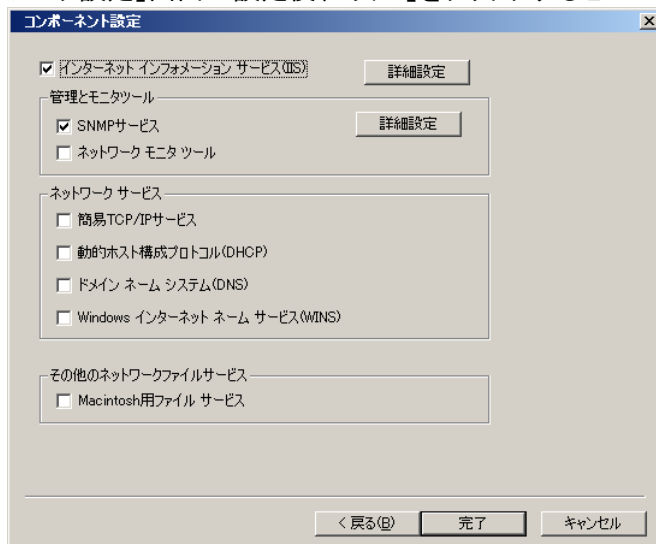 コンポーネント設定
インターネット インフォメーション サービス(IIS)
詳細設定
管理とモニタツール
SNMPサービス
詳細設定
ネットワーク モニタ ツール
ネットワーク サービス
簡易TCP/IPサービス
動的ホスト構成プロトコル(DHCP)
ドメイン ネーム システム(DNS)
Windows インターネット ネーム サービス(WINS)
その他のネットワークファイルサービス
Macintosh用ファイル サービス
< 戻る(B)
完了
キャンセル